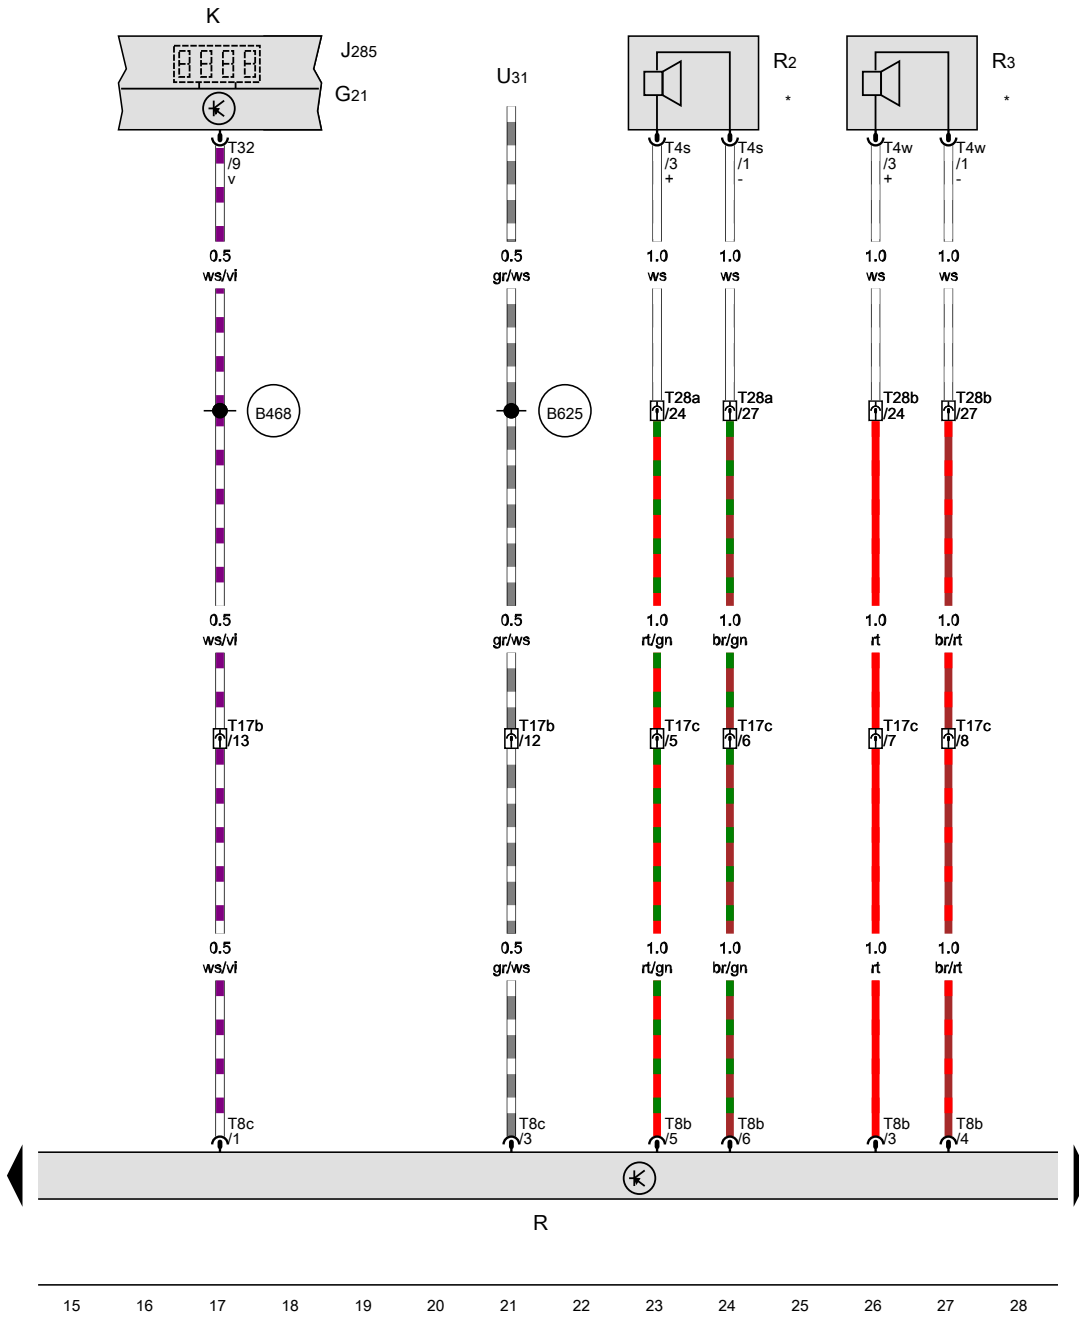 K
J285
G21
U31
R2
*
R3
*
T32
/9
v
T4s
/3
+
T4s
/1
-
T4w
/3
+
T4w
/1
-
0.5
ws/vi
0.5
gr/ws
1.0
ws
1.0
ws
1.0
ws
1.0
ws
B468
B625
T28a
/24
T28a
/27
T28b
/24
T28b
/27
0.5
ws/vi
0.5
gr/ws
1.0
rt/gn
1.0
br/gn
1.0
rt
1.0
br/rt
T17b
/13
T17b
/12
T17c
/5
T17c
/6
T17c
/7
T17c
/8
0.5
ws/vi
0.5
gr/ws
1.0
rt/gn
1.0
br/gn
1.0
rt
1.0
br/rt
T8c
/1
T8c
/3
T8b
/5
T8b
/6
T8b
/3
T8b
/4
R
15 16 17 18 19 20 21 22 23 24 25 26 27 28